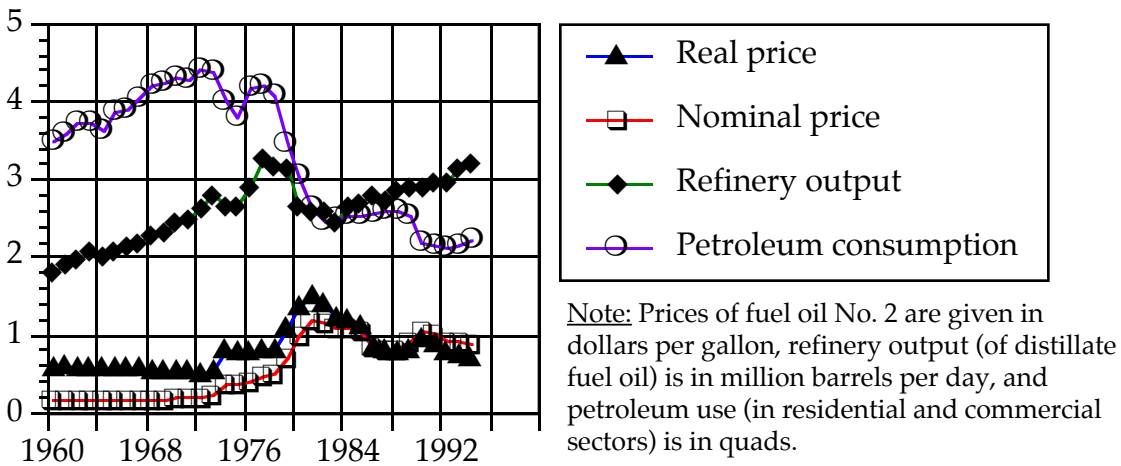 5
4
3
2
1
0
1960 1968 1976 1984 1992
Real price
Nominal price
Refinery output
Petroleum consumption
Note: Prices of fuel oil No. 2 are given in
dollars per gallon, refinery output (of distillate
fuel oil) is in million barrels per day, and
petroleum use (in residential and commercial
sectors) is in quads.